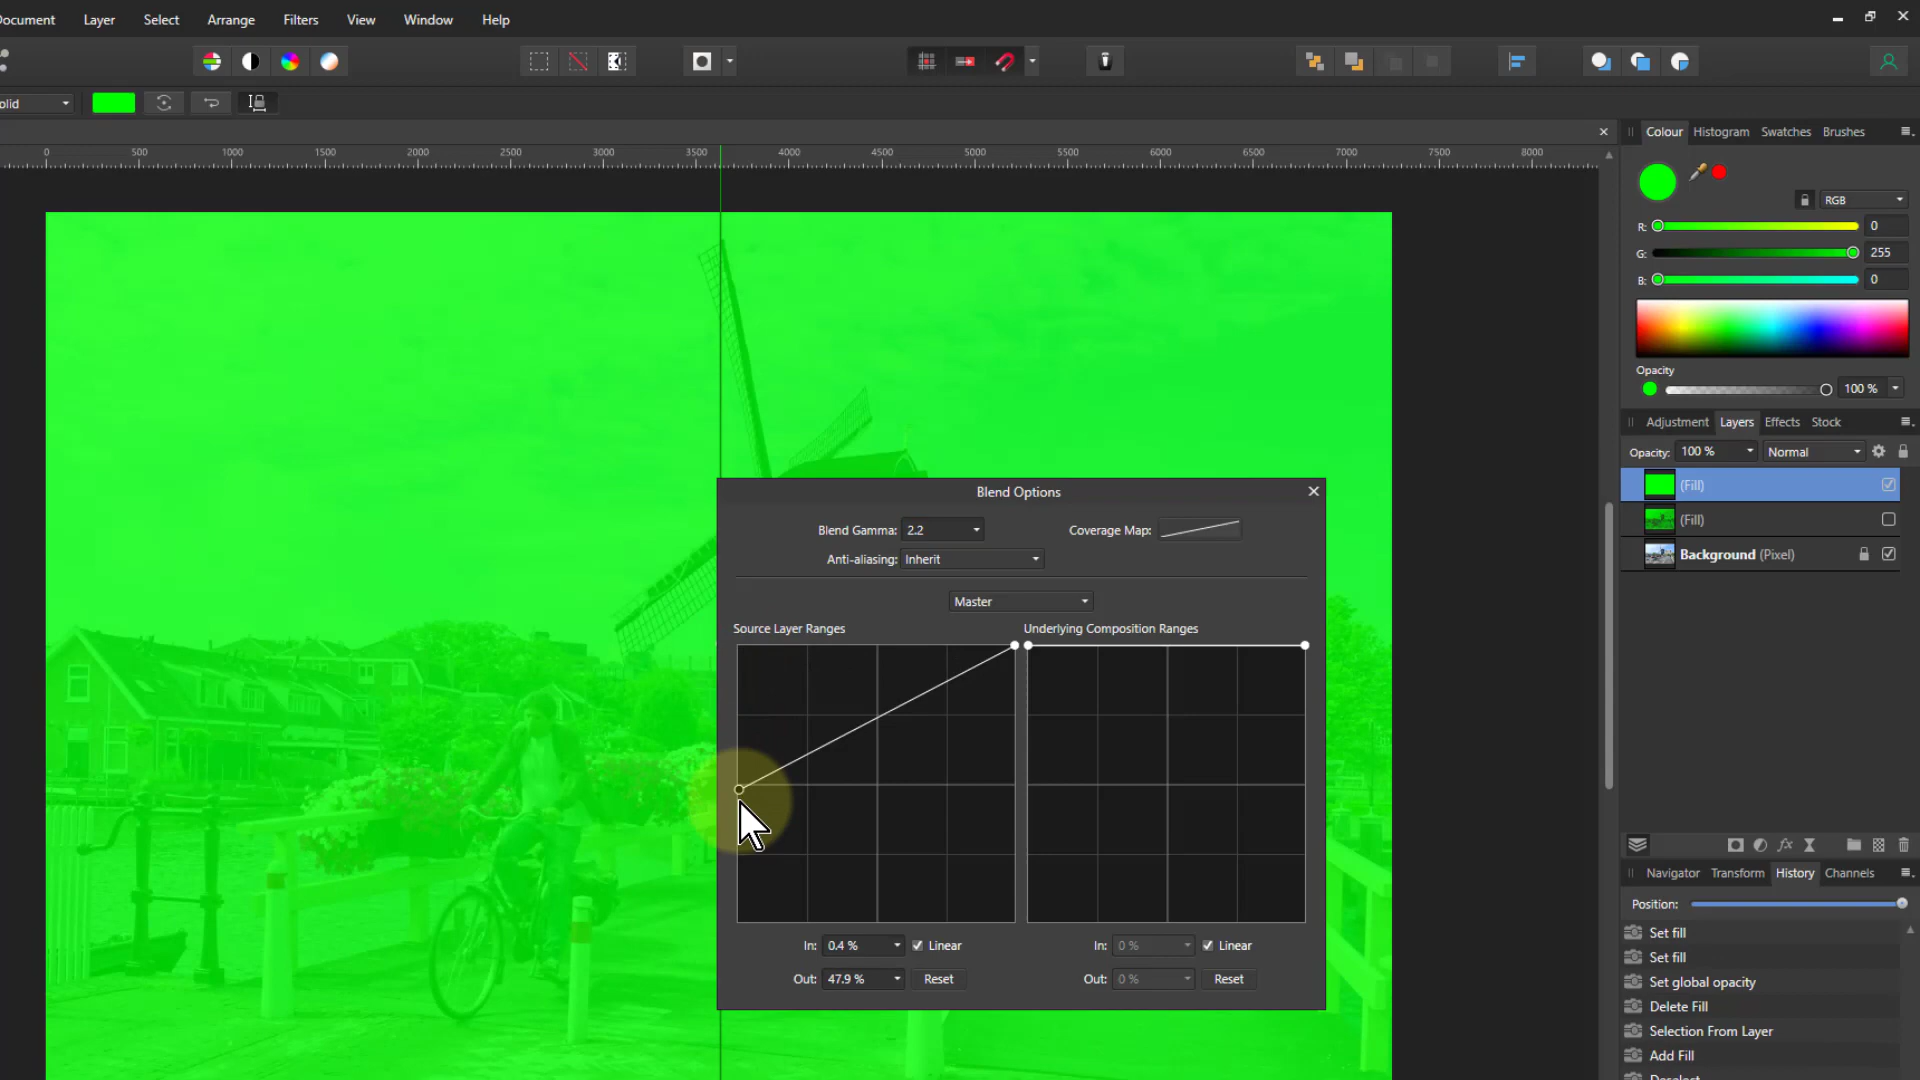 Document Layer Select Arrange Filters View Window Help
olid
0 500 1000 1500 2000 2500 3000 3500 4000 4500 5000 5500 6000 6500 7000 7500 8000
Colour Histogram Swatches Brushes
RGB
R: 0
G: 255
B: 0
Opacity
100 %
Adjustment Layers Effects Stock
Opacity: 100 % Normal
(Fill)
(Fill)
Background (Pixel)
Blend Options
Blend Gamma: 2.2 Coverage Map:
Anti-aliasing: Inherit
Master
Source Layer Ranges Underlying Composition Ranges
In: 0.4 % Linear In: 0 % Linear
Out: 47.9 % Reset Out: 0 % Reset
Navigator Transform History Channels
Position:
Set fill
Set fill
Set global opacity
Delete Fill
Selection From Layer
Add Fill
Deselect